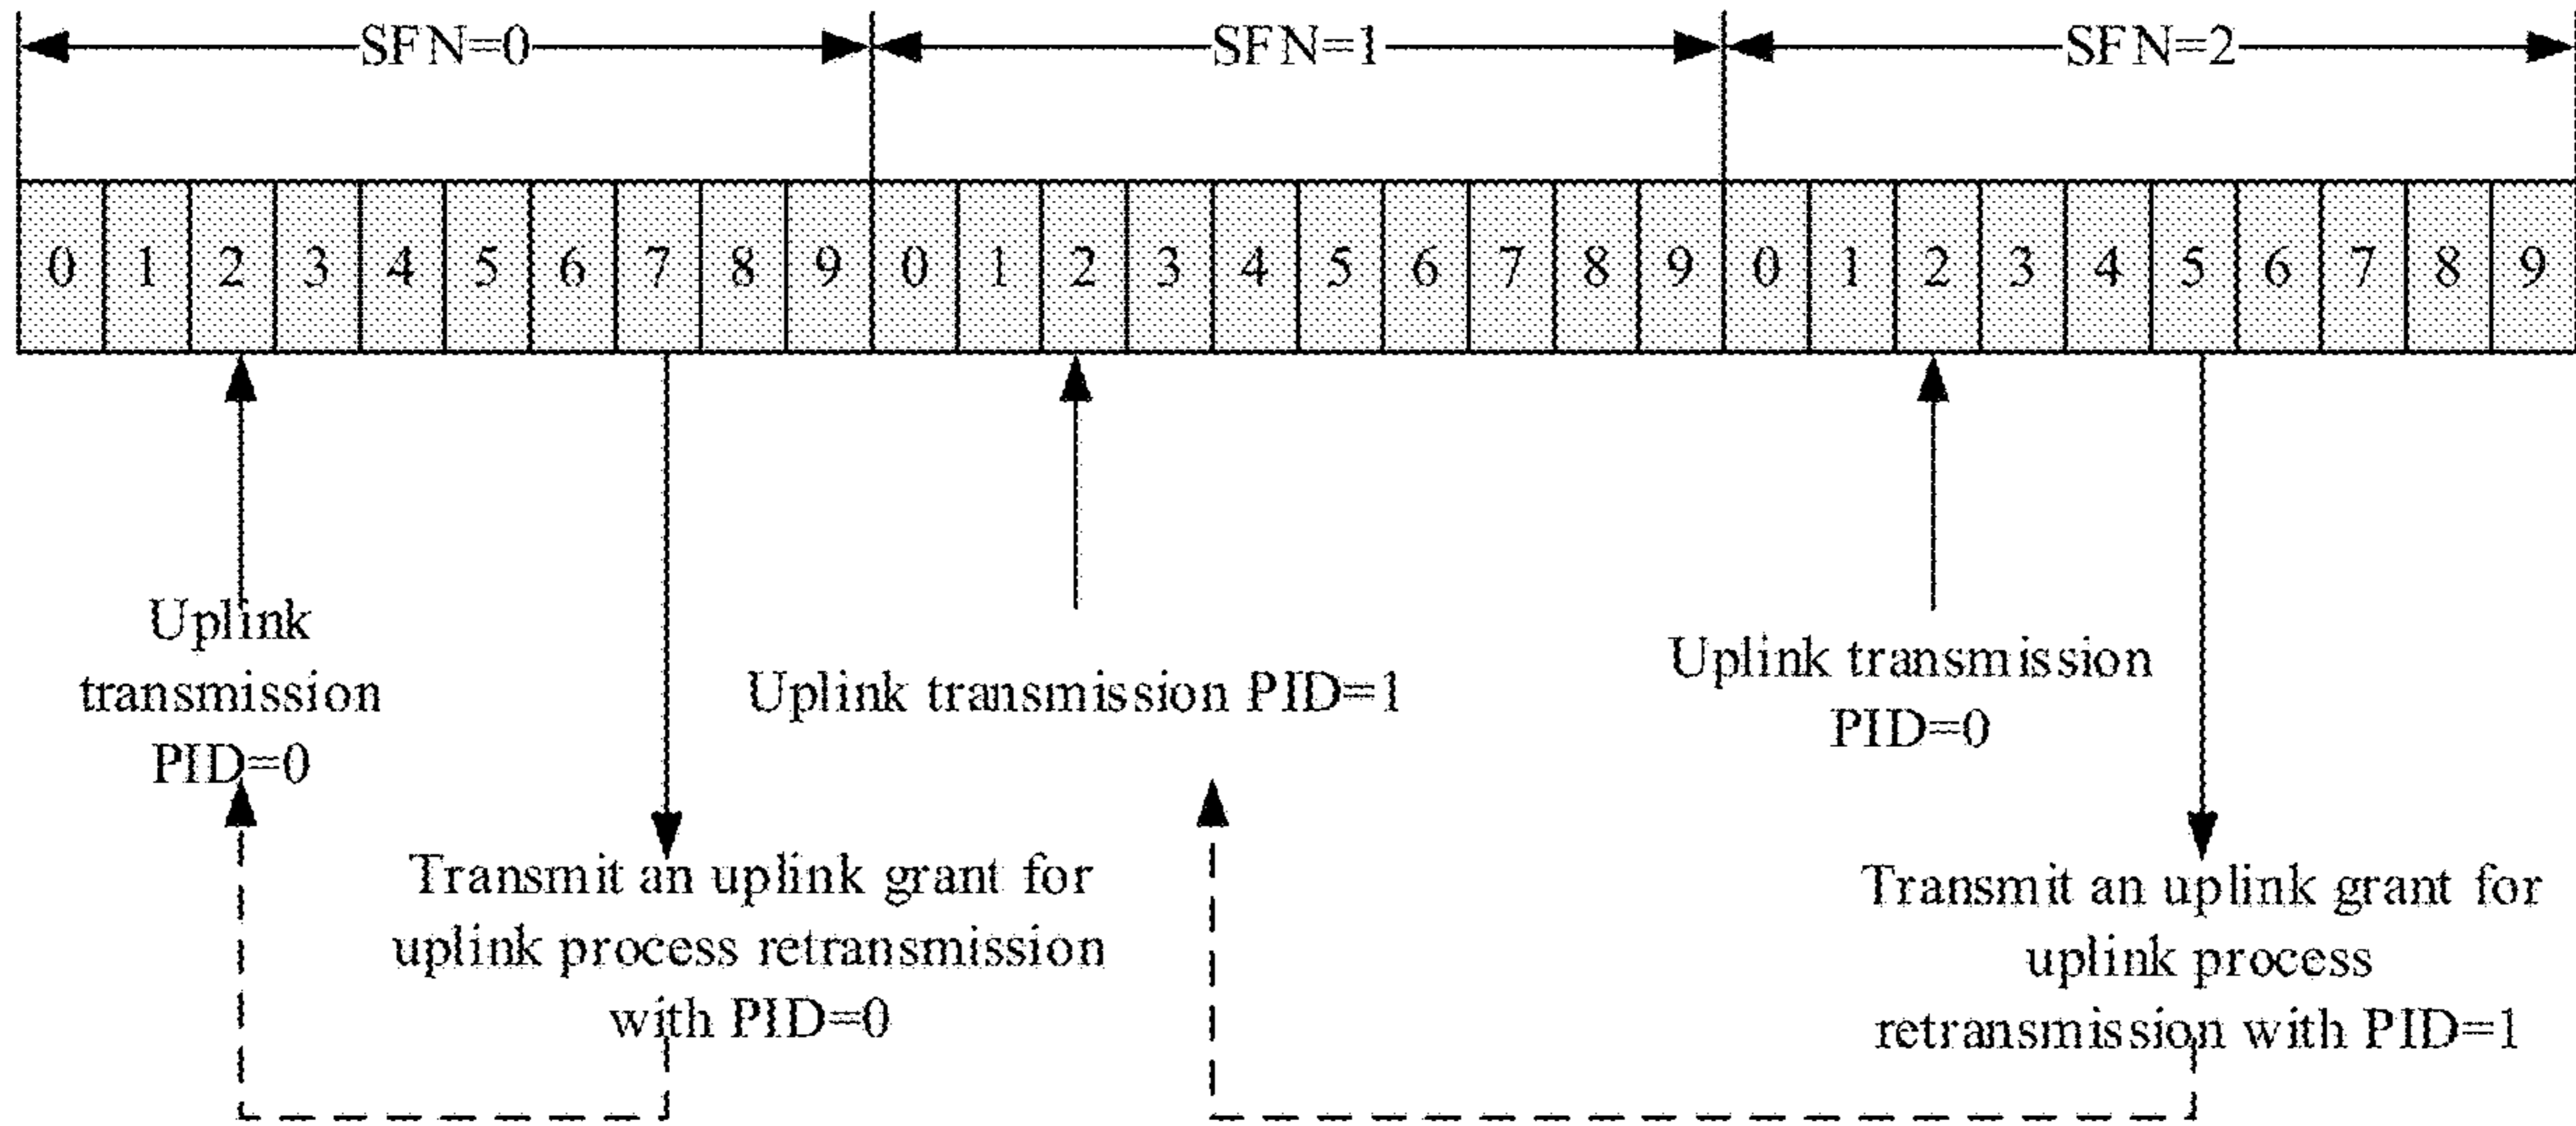 SFN=0 SFN=1 SFN=2
0 1 2 3 4 5 6 7 8 9 0 1 2 3 4 5 6 7 8 9 0 1 2 3 4 5 6 7 8 9
Uplink
transmission
PID=0
Transmit an uplink grant for
uplink process retransmission
with PID=0
Uplink transmission PID=1
Uplink transmission
PID=0
Transmit an uplink grant for
uplink process
retransmission with PID=1